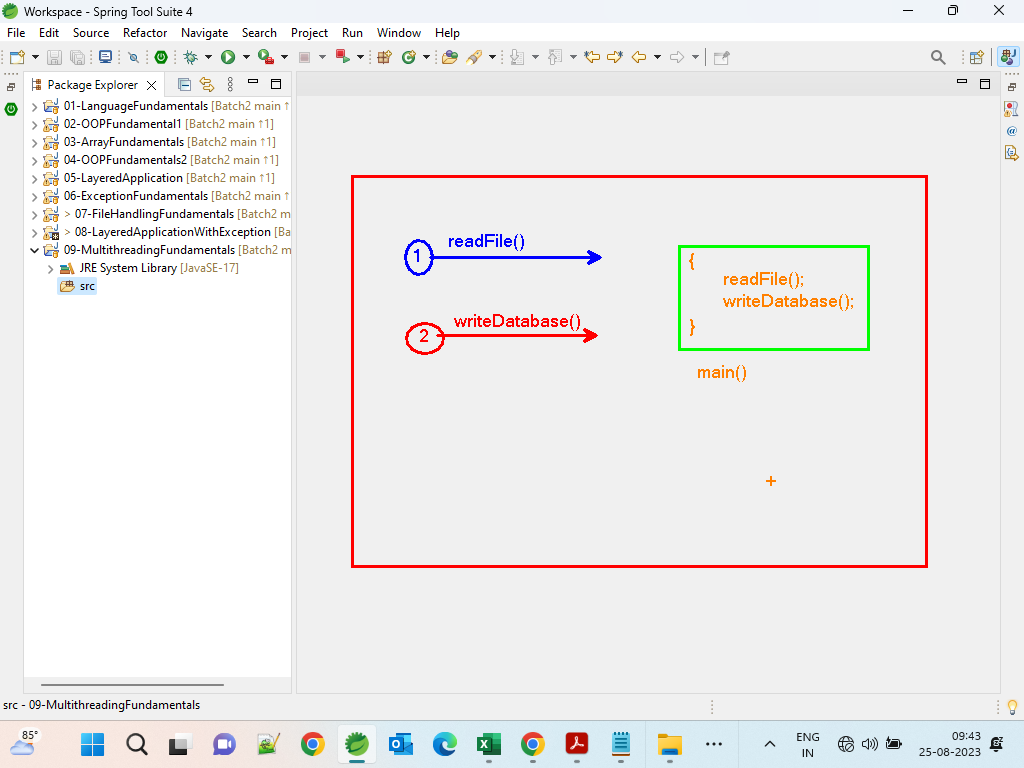 Workspace - Spring Tool Suite 4
File Edit Source Refactor Navigate Search Project Run Window Help
Package Explorer
01-LanguageFundamentals [Batch2 main ↑
02-OOPFundamental1 [Batch2 main ↑1]
03-ArrayFundamentals [Batch2 main ↑1]
04-OOPFundamentals2 [Batch2 main ↑1]
05-LayeredApplication [Batch2 main ↑1]
06-ExceptionFundamentals [Batch2 main ↑
> 07-FileHandlingFundamentals [Batch2 m
> 08-LayeredApplicationWithException [Ba
09-MultithreadingFundamentals [Batch2 m
JRE System Library [JavaSE-17]
src
1 readFile()
2 writeDatabase()
{
readFile();
writeDatabase();
}
main()
+
src - 09-MultithreadingFundamentals
85°
ENG
IN
09:43
25-08-2023